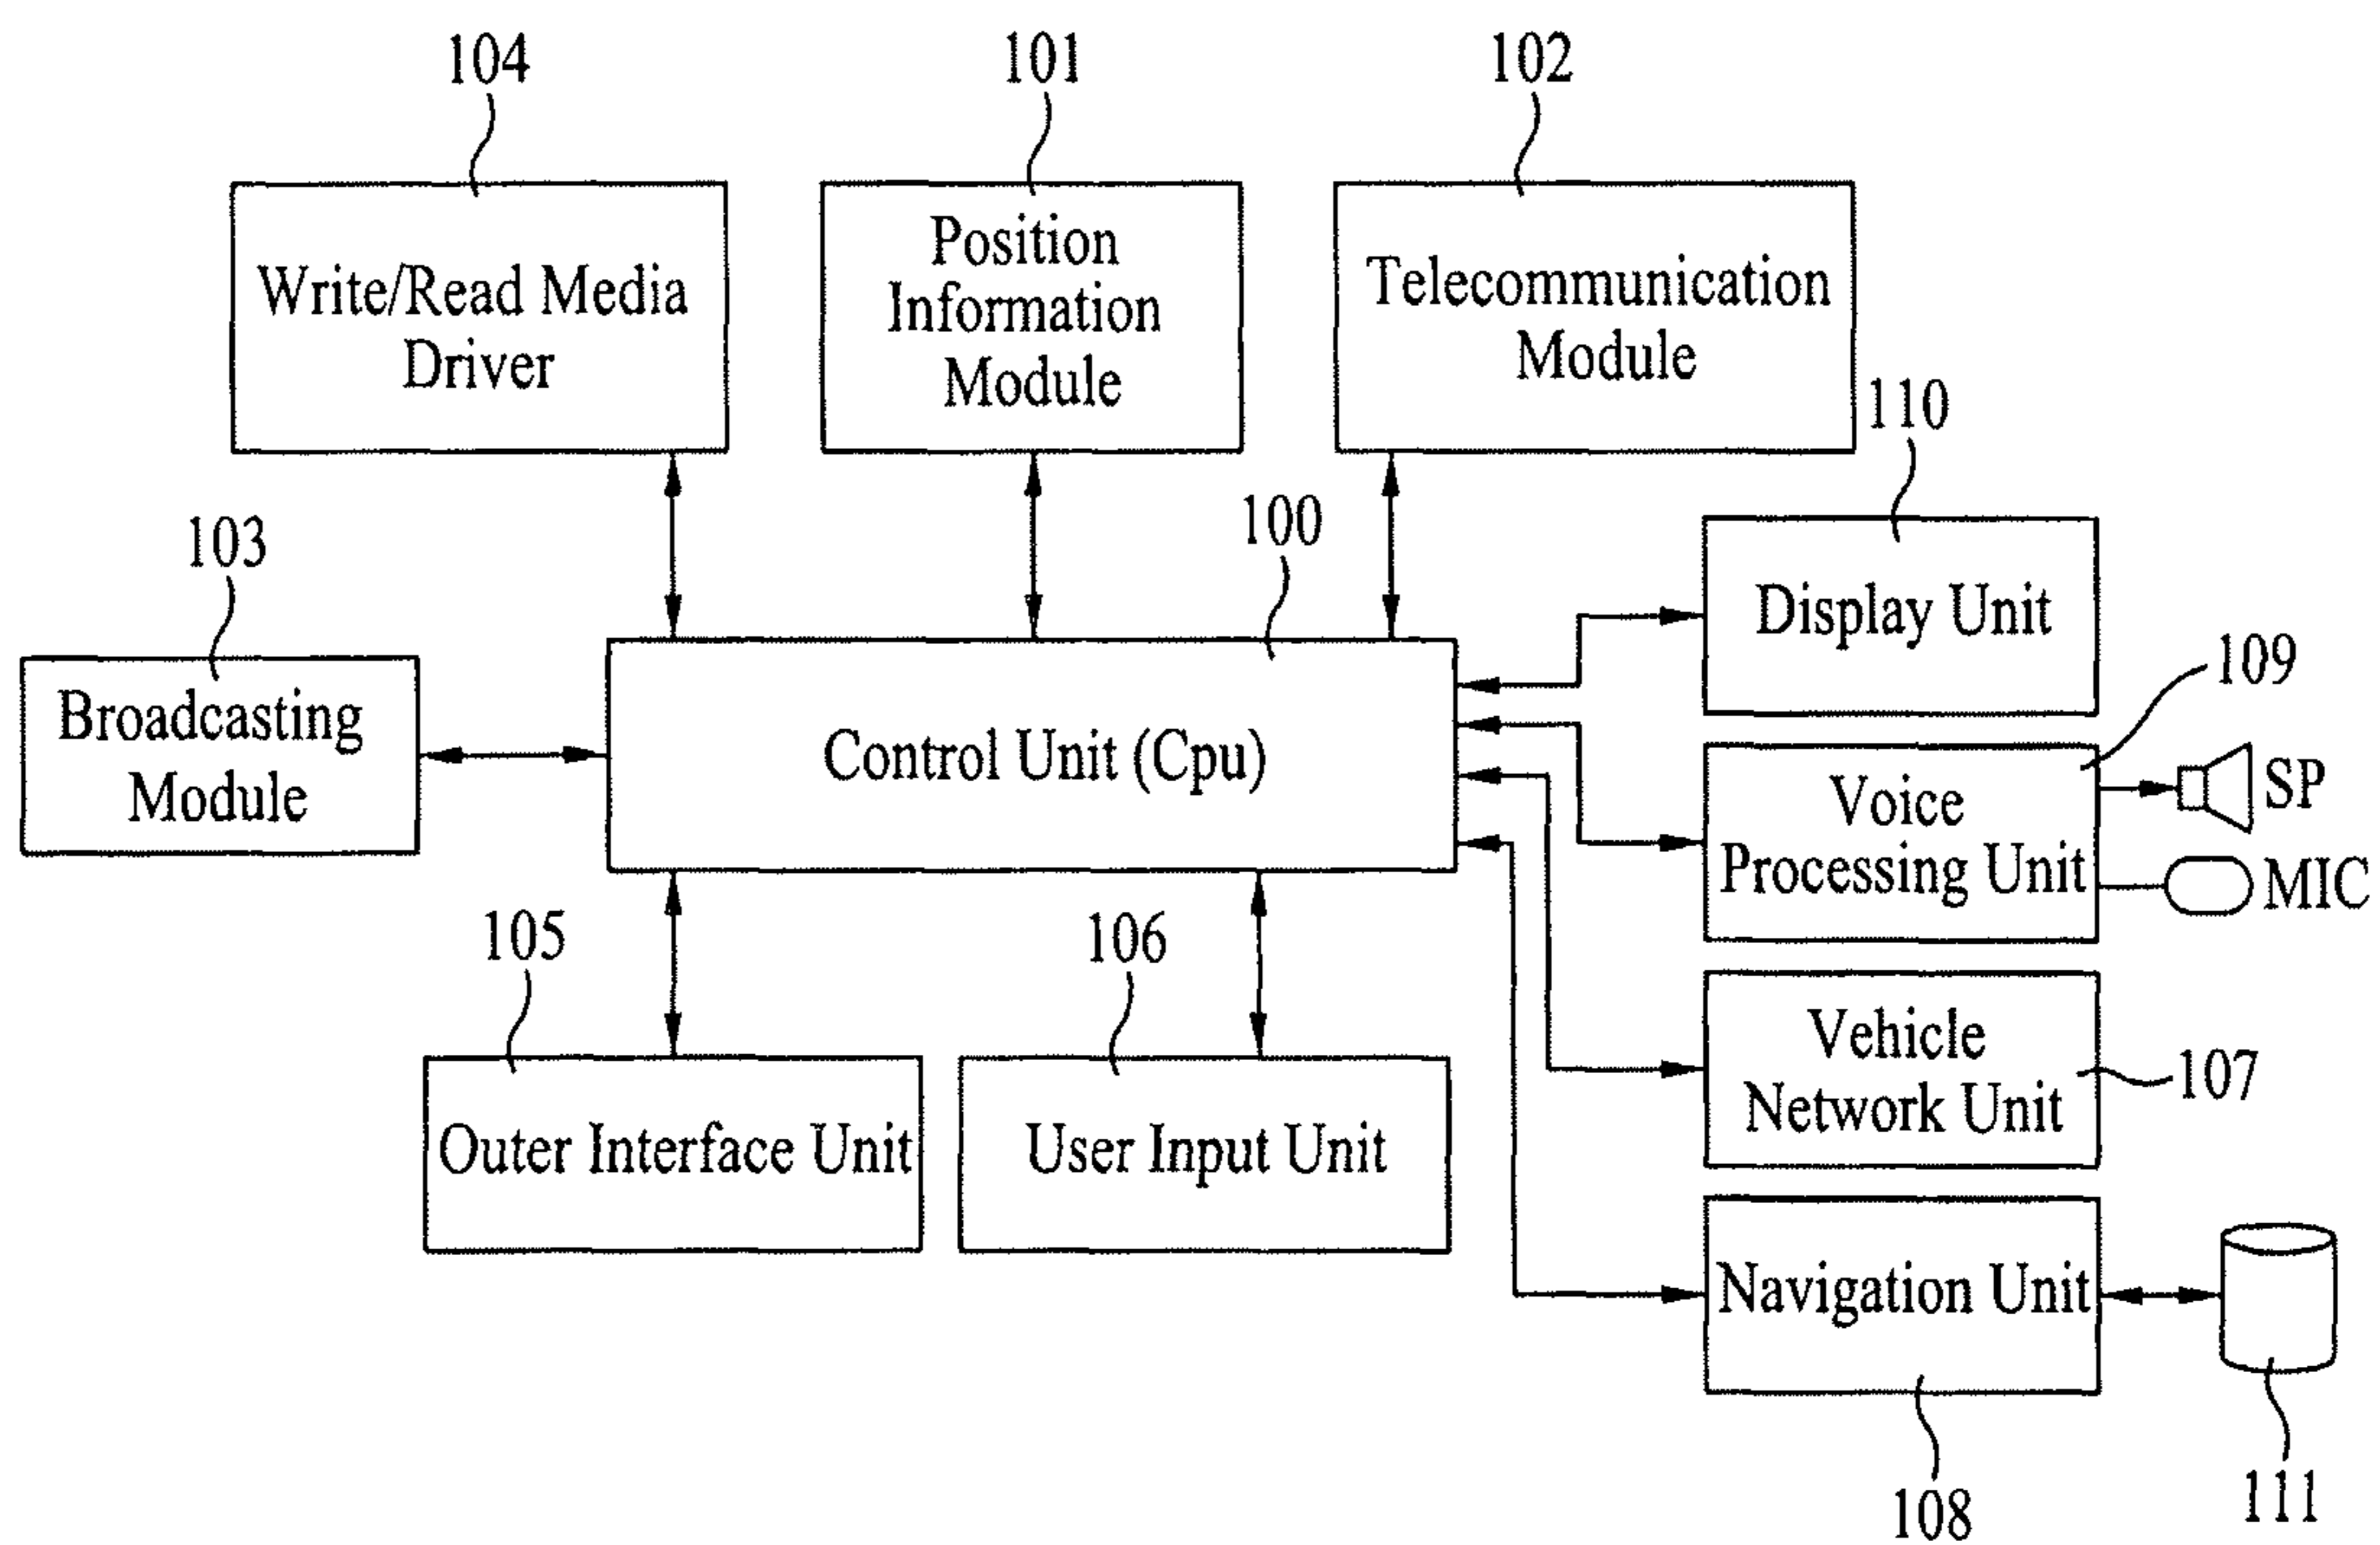 104
101
102
Write/Read Media
Driver
Position
Information
Module
Telecommunication
Module
110
103
100
Display Unit
109
Broadcasting
Module
Control Unit (Cpu)
Voice
Processing Unit
SP
MIC
105
106
Vehicle
Network Unit
107
Outer Interface Unit
User Input Unit
Navigation Unit
108
111